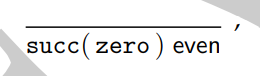 succ( zero ) even ,